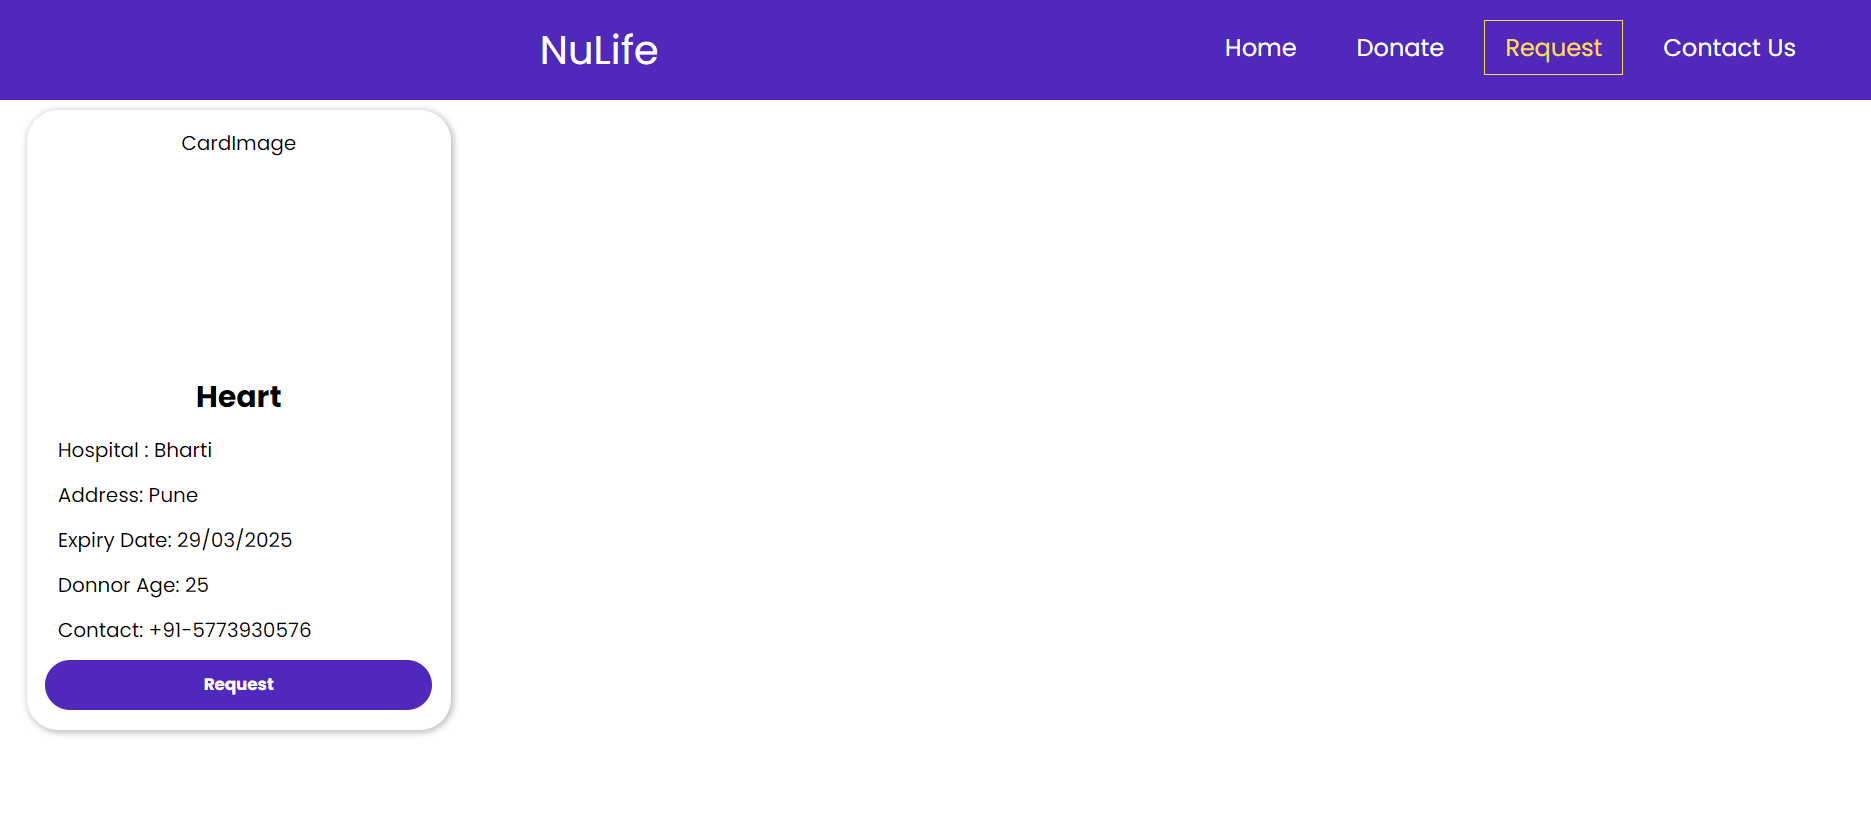 NuLife
Home Donate Request Contact Us
CardImage
Heart
Hospital : Bharti
Address: Pune
Expiry Date: 29/03/2025
Donnor Age: 25
Contact: +91-5773930576
Request